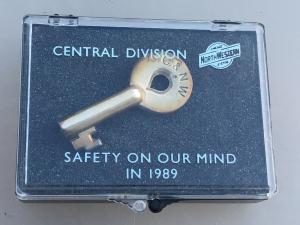 CENTRAL DIVISION
NORTH WESTERN
C&NW
SAFETY ON OUR MIND
IN 1989